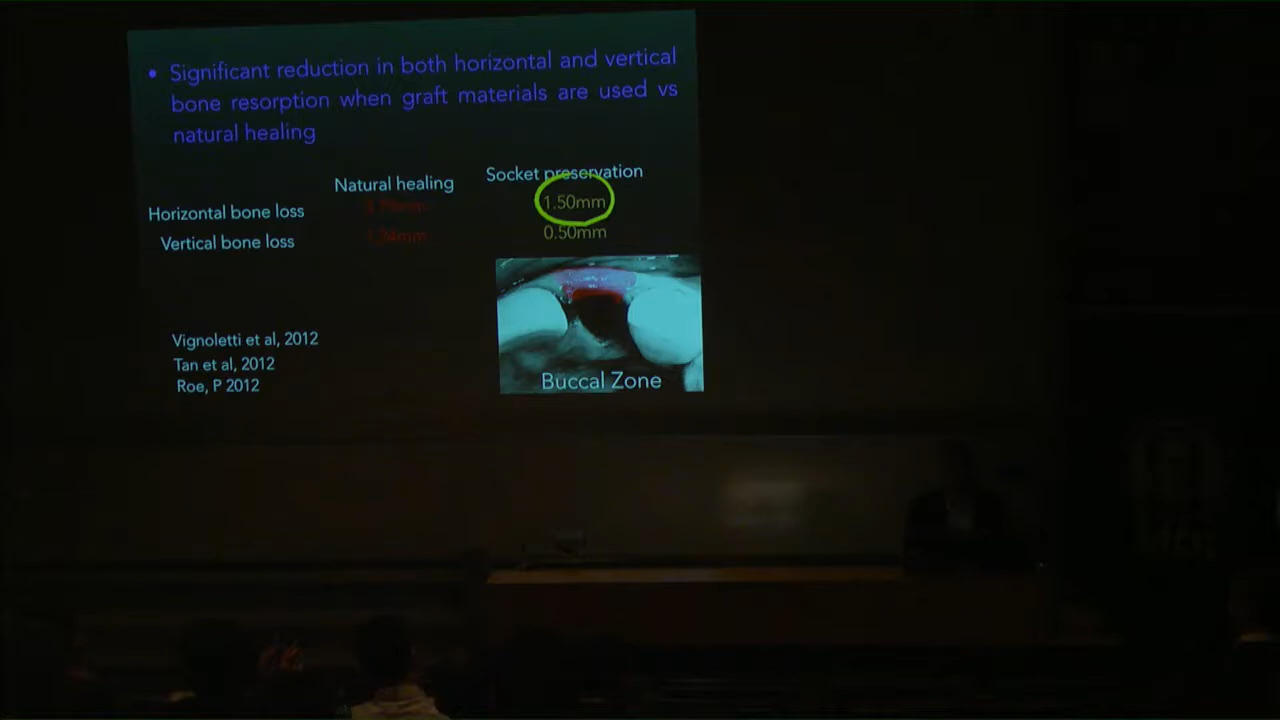 • Significant reduction in both horizontal and vertical
bone resorption when graft materials are used vs
natural healing
Natural healing Socket preservation
Horizontal bone loss 1.50mm
Vertical bone loss 1.24mm 0.50mm
Vignoletti et al, 2012
Tan et al, 2012
Roe, P 2012
Buccal Zone